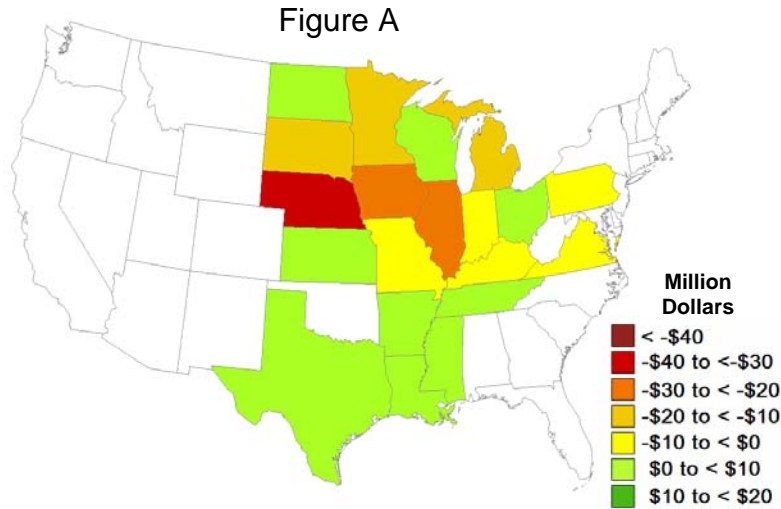 Figure A
Million
Dollars
< -$40
-$40 to <-$30
-$30 to < -$20
-$20 to < -$10
-$10 to < $0
$0 to < $10
$10 to < $20